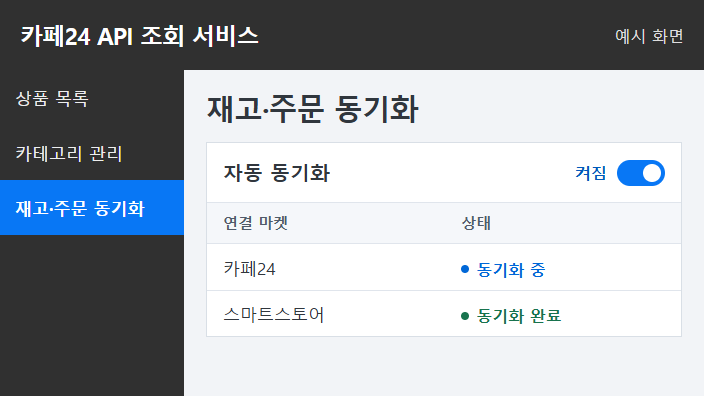 카페24 API 조회 서비스
예시 화면
상품 목록
카테고리 관리
재고·주문 동기화
재고·주문 동기화
자동 동기화
켜짐
연결 마켓
상태
카페24
동기화 중
스마트스토어
동기화 완료